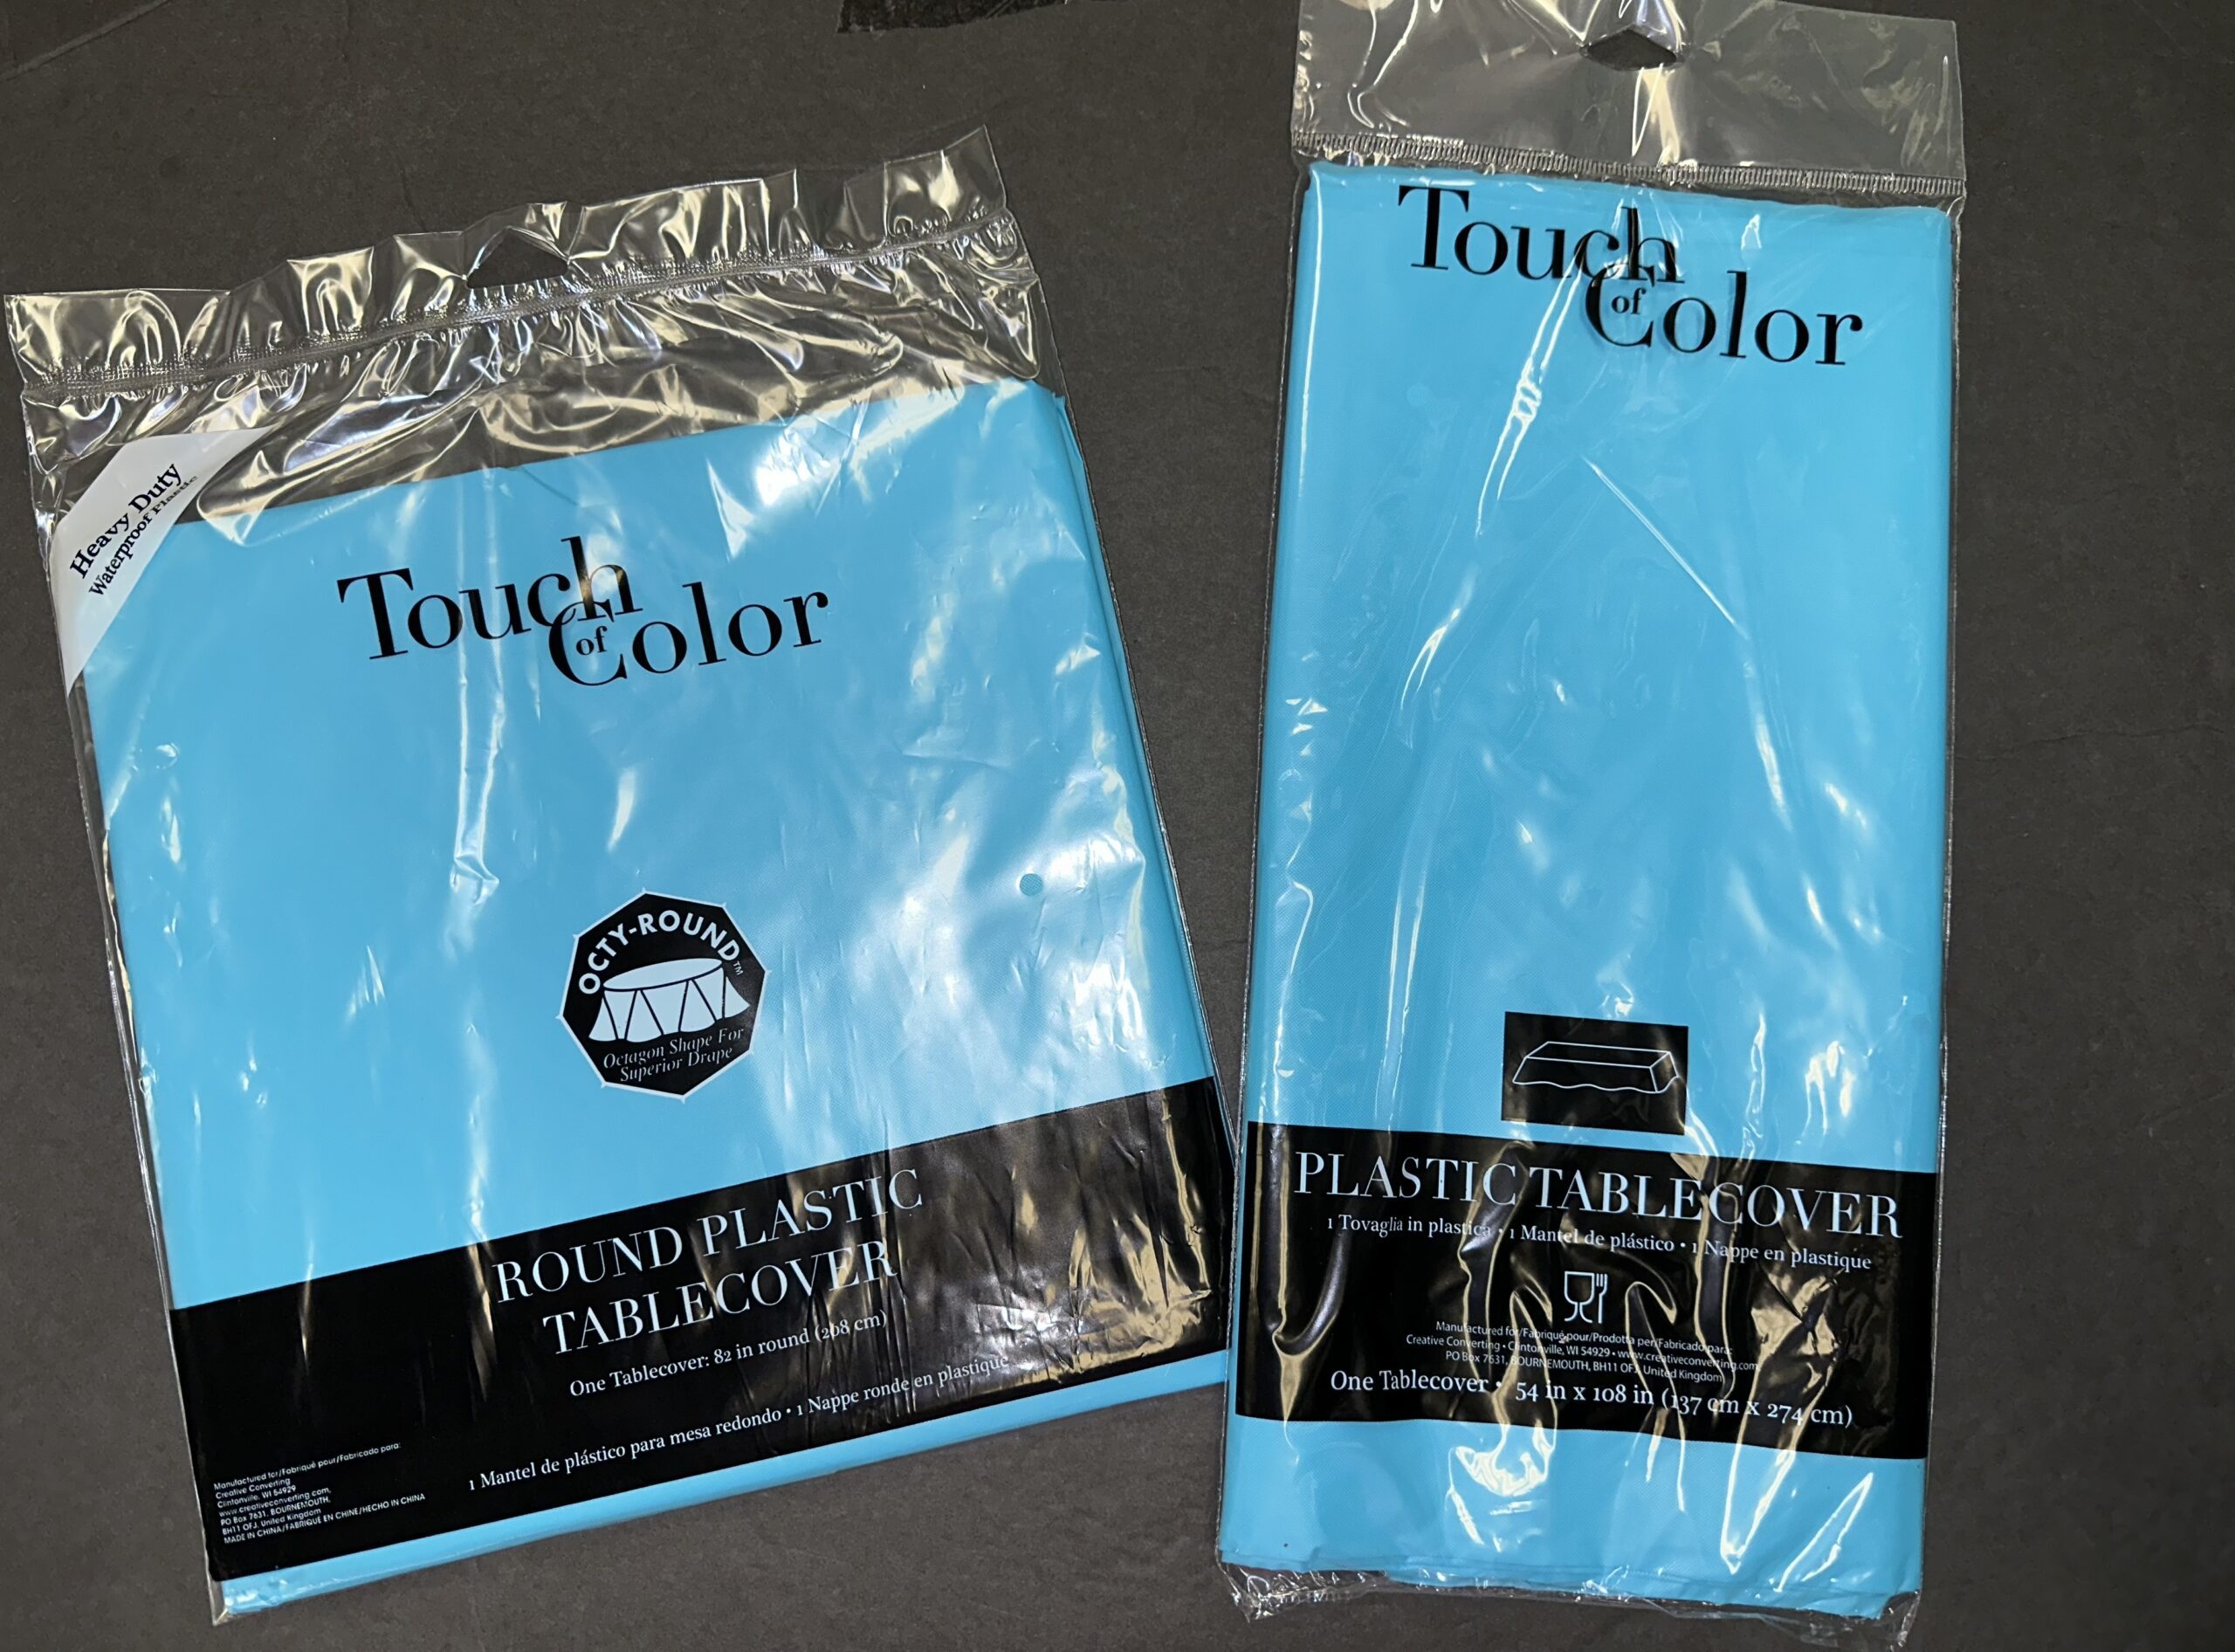 Heavy Duty
Waterproof Plastic
Touch
of
Color
OCTY-ROUND™
Octagon Shape For
Superior Drape
ROUND PLASTIC
TABLECOVER
One Tablecover: 82 in round (208 cm)
1 Mantel de plástico para mesa redondo • 1 Nappe ronde en plastique
Manufactured for/Fabriqué pour/Fabricado para:
Creative Converting
Clintonville, WI 54929
www.creativeconverting.com,
PO Box 7631, BOURNEMOUTH,
BH11 OFJ, United Kingdom
MADE IN CHINA/FABRIQUÉ EN CHINE/HECHO IN CHINA
Touch
of
Color
PLASTIC TABLECOVER
1 Tovaglia in plastica • 1 Mantel de plástico • 1 Nappe en plastique
Manufactured for/Fabriqué pour/Prodotta per/Fabricado para:
Creative Converting • Clintonville, WI 54929 • www.creativeconverting.com
PO Box 7631, BOURNEMOUTH, BH11 OFJ, United Kingdom
One Tablecover • 54 in x 108 in (137 cm x 274 cm)